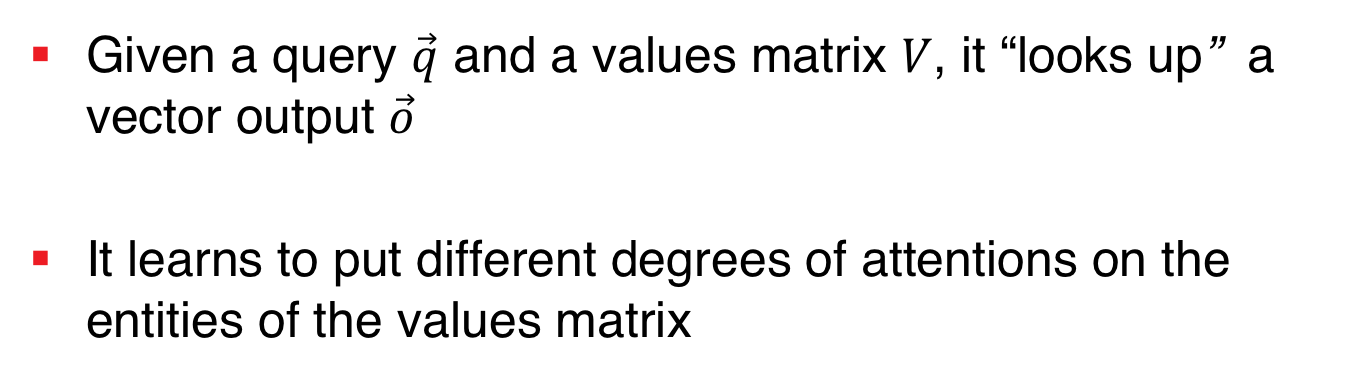 ▪ Given a query q⃗ and a values matrix V, it “looks up” a
vector output o⃗
▪ It learns to put different degrees of attentions on the
entities of the values matrix